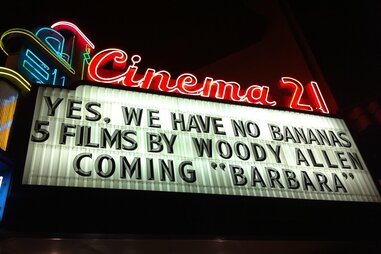 Cinema 21
YES, WE HAVE NO BANANAS
5 FILMS BY WOODY ALLEN
COMING "BARBARA"